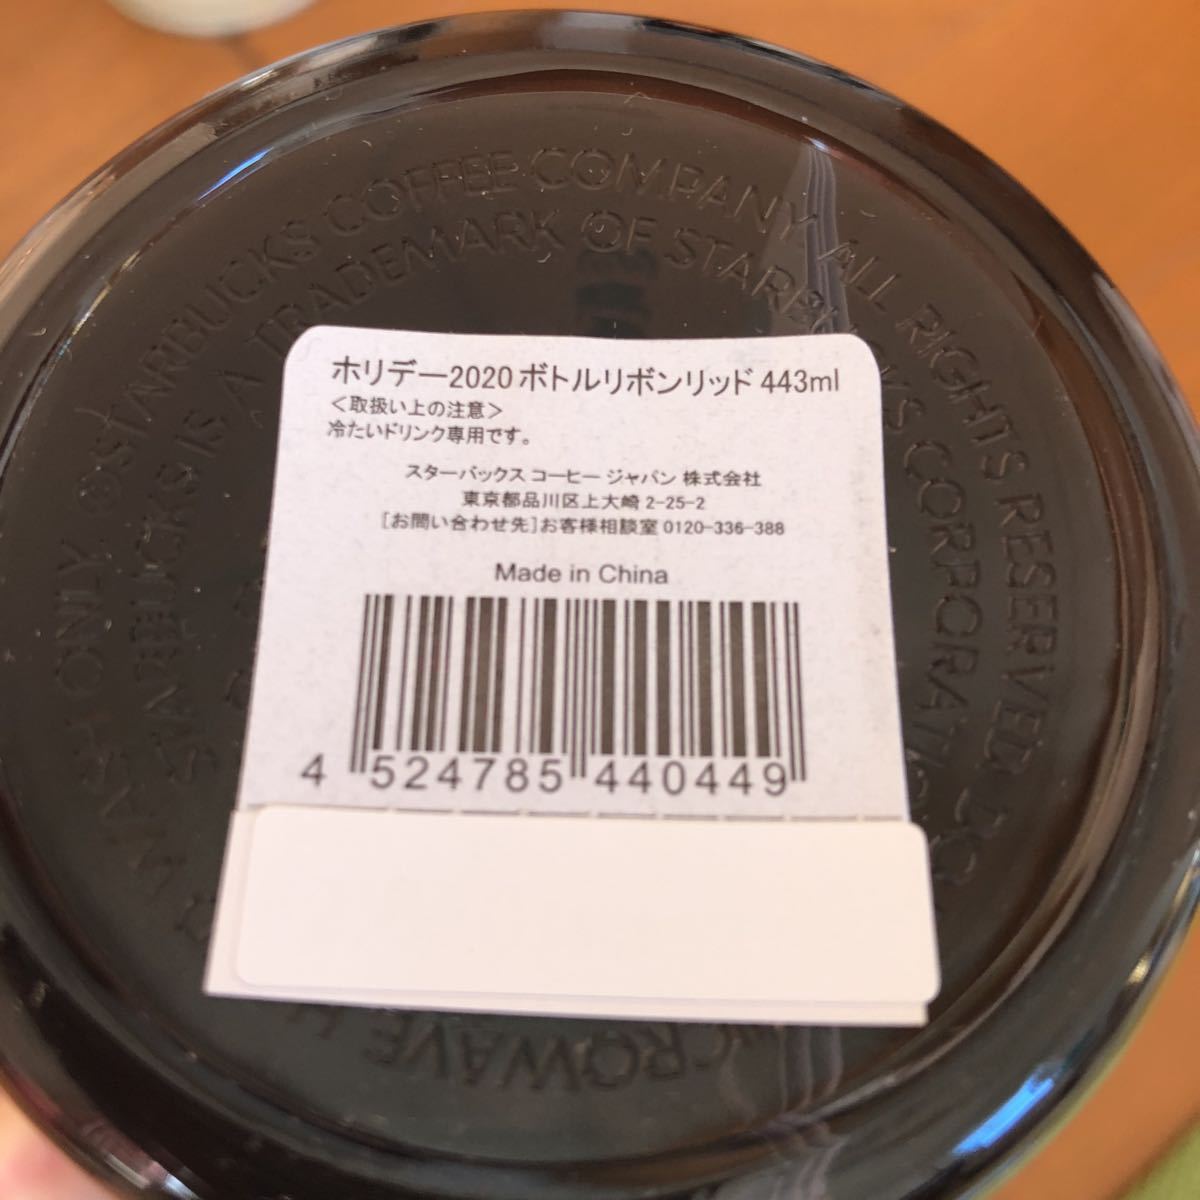 ホリデー2020ボトルリボンリッド 443ml
<取扱い上の注意>
冷たいドリンク専用です。
スターバックス コーヒー ジャパン 株式会社
東京都品川区上大崎 2-25-2
[お問い合わせ先]お客様相談室 0120-336-388
Made in China
4 524785 440449
WASH ONLY. ©STARBUCKS COFFEE COMPANY. ALL RIGHTS RESERVED. DO
MICROWAVE
STARBUCKS IS A TRADEMARK OF STARBUCKS CORPORATION